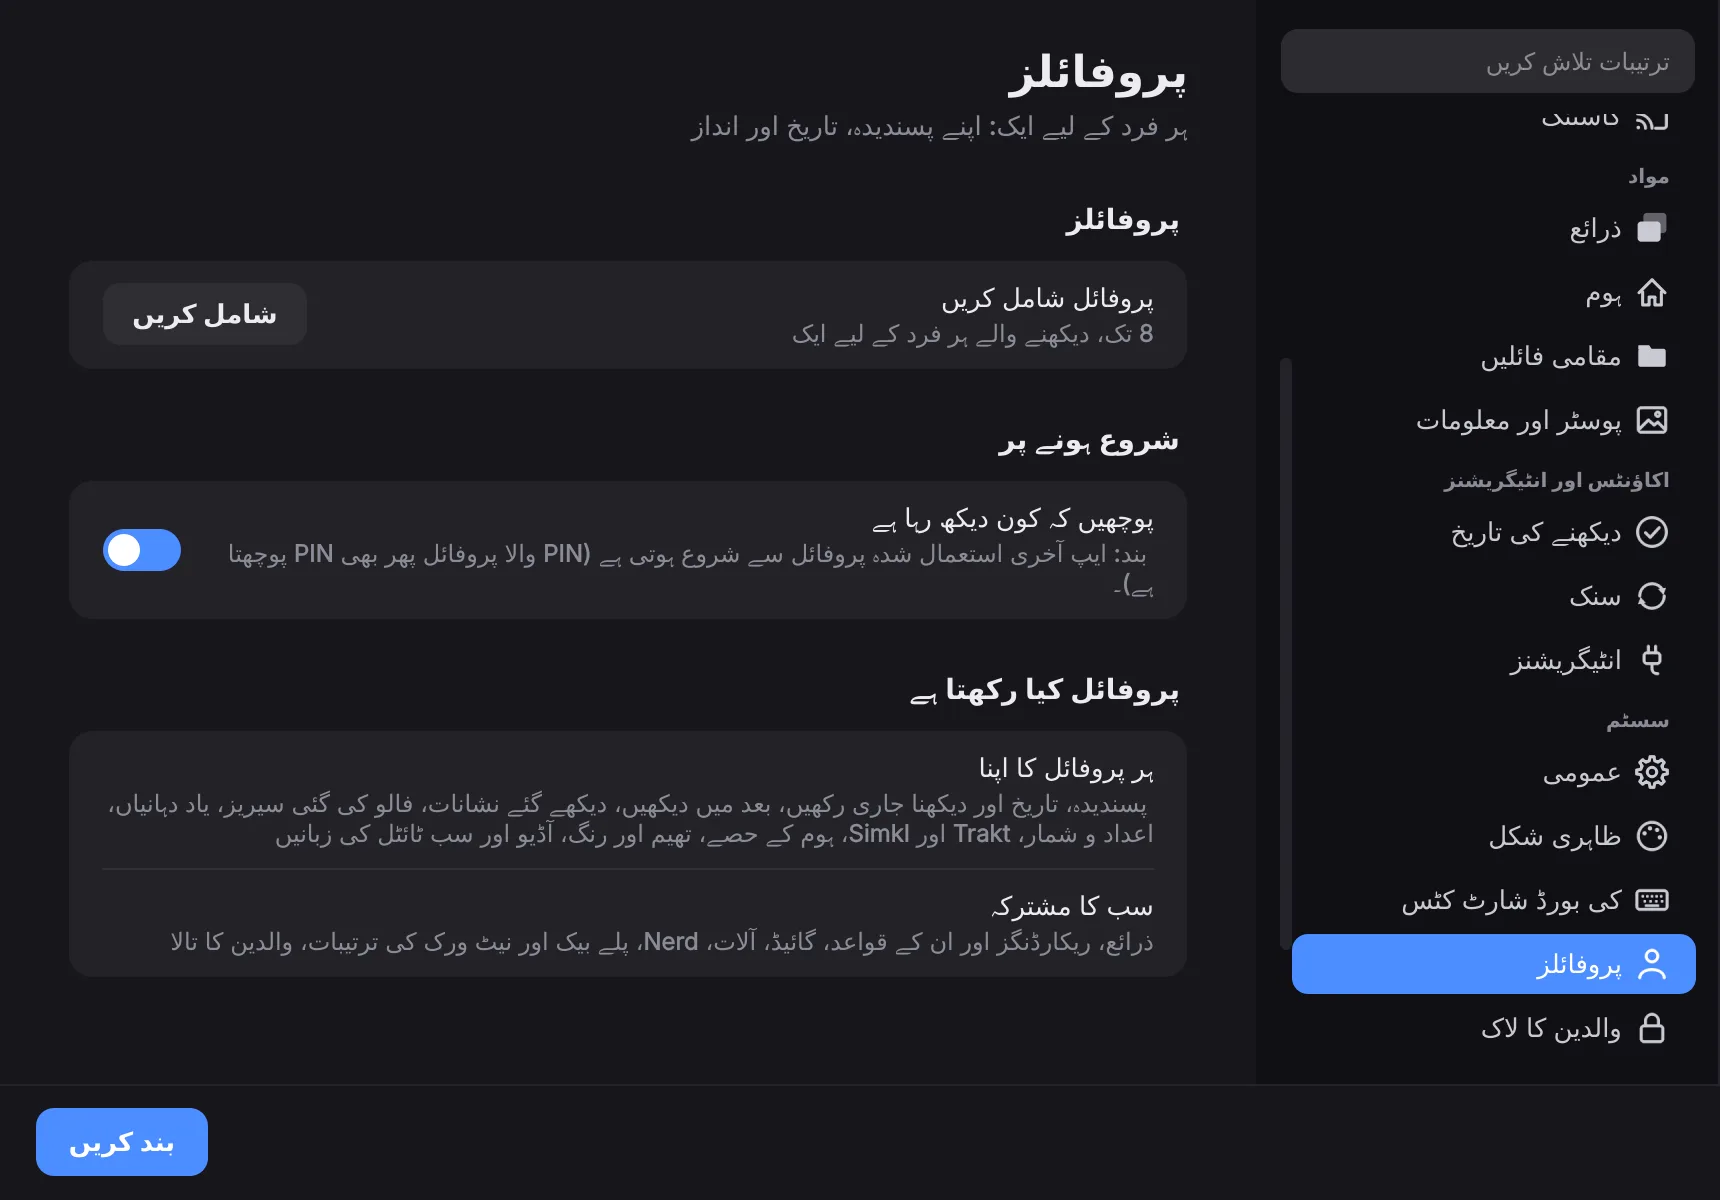 ترتیبات تلاش کریں
کاسٹنگ
مواد
ذرائع
ہوم
مقامی فائلیں
پوسٹر اور معلومات
اکاؤنٹس اور انٹیگریشنز
دیکھنے کی تاریخ
سنک
انٹیگریشنز
سسٹم
عمومی
ظاہری شکل
کی بورڈ شارٹ کٹس
پروفائلز
والدین کا لاک
پروفائلز
ہر فرد کے لیے ایک: اپنے پسندیدہ، تاریخ اور انداز
پروفائلز
پروفائل شامل کریں
8 تک، دیکھنے والے ہر فرد کے لیے ایک
شامل کریں
شروع ہونے پر
پوچھیں کہ کون دیکھ رہا ہے
بند: ایپ آخری استعمال شدہ پروفائل سے شروع ہوتی ہے (PIN والا پروفائل پھر بھی PIN پوچھتا
ہے)۔
پروفائل کیا رکھتا ہے
ہر پروفائل کا اپنا
پسندیدہ، تاریخ اور دیکھنا جاری رکھیں، بعد میں دیکھیں، دیکھے گئے نشانات، فالو کی گئی سیریز، یاد دہانیاں،
اعداد و شمار، Trakt اور Simkl، ہوم کے حصے، تھیم اور رنگ، آڈیو اور سب ٹائٹل کی زبانیں
سب کا مشترکہ
ذرائع، ریکارڈنگز اور ان کے قواعد، گائیڈ، آلات، Nerd، پلے بیک اور نیٹ ورک کی ترتیبات، والدین کا تالا
بند کریں